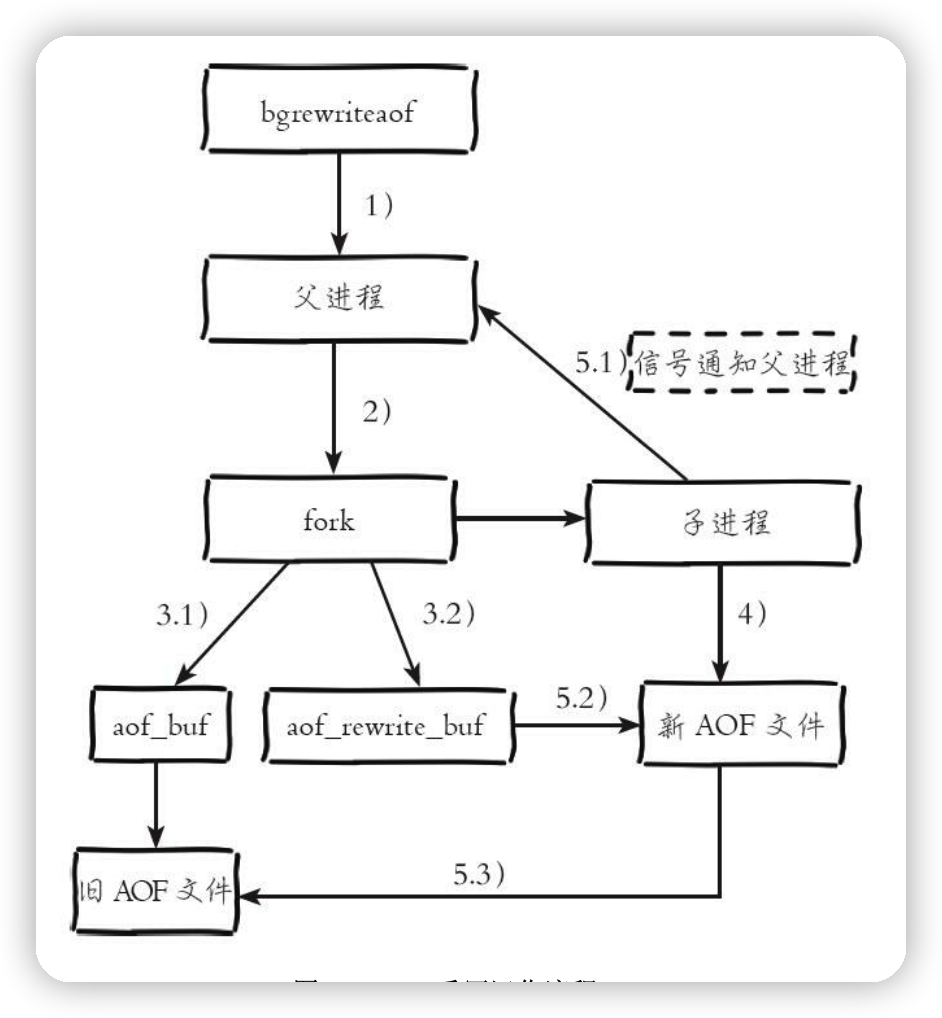 bgrewriteaof
1)
父进程
5.1) 信号通知父进程
2)
fork
子进程
3.1)
3.2)
4)
aof_buf
aof_rewrite_buf
5.2)
新 AOF 文件
5.3)
旧 AOF 文件